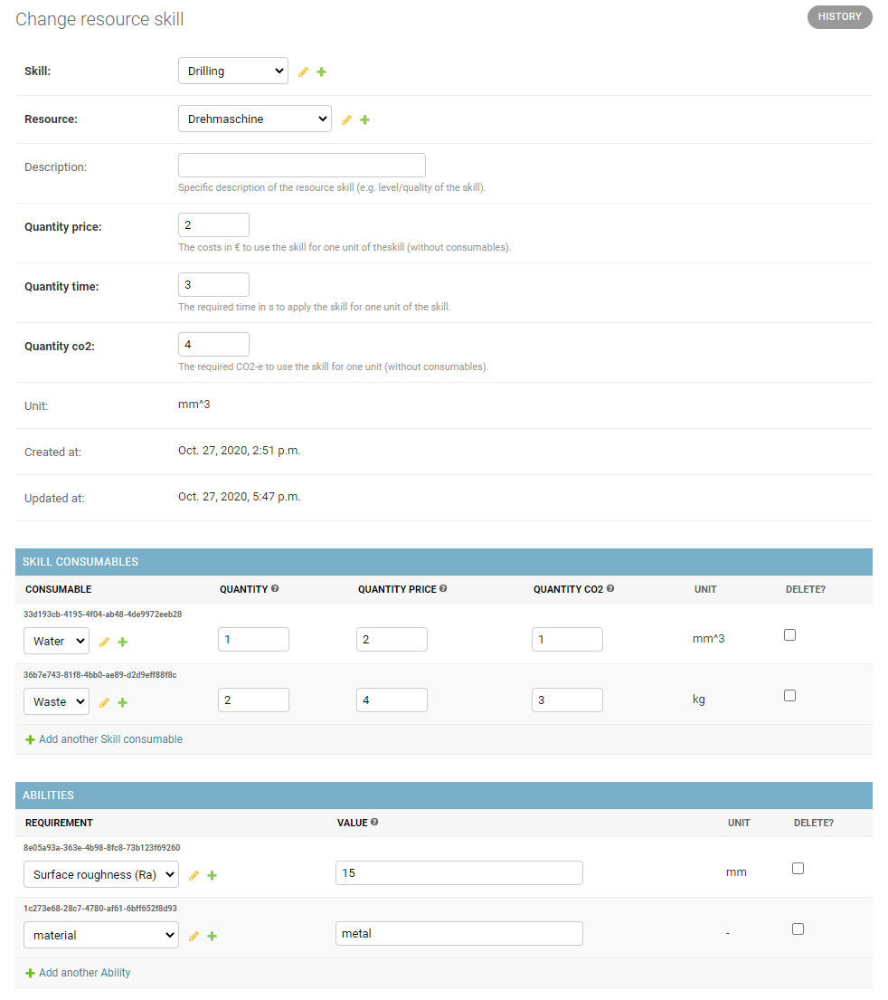 Change resource skill
HISTORY
Skill:
Drilling
Resource:
Drehmaschine
Description:
Specific description of the resource skill (e.g. level/quality of the skill).
Quantity price:
2
The costs in € to use the skill for one unit of theskill (without consumables).
Quantity time:
3
The required time in s to apply the skill for one unit of the skill.
Quantity co2:
4
The required CO2-e to use the skill for one unit (without consumables).
Unit:
mm^3
Created at:
Oct. 27, 2020, 2:51 p.m.
Updated at:
Oct. 27, 2020, 5:47 p.m.
SKILL CONSUMABLES
CONSUMABLE QUANTITY ? QUANTITY PRICE ? QUANTITY CO2 ? UNIT DELETE?
33d193cb-4195-4f04-ab48-4de9972eeb28
Water 1 2 1 mm^3
36b7e743-81f8-4bb0-ae89-d2d9eff88f8c
Waste 2 4 3 kg
Add another Skill consumable
ABILITIES
REQUIREMENT VALUE ? UNIT DELETE?
8e05a93a-363e-4b98-8fc8-73b123f69260
Surface roughness (Ra) 15 mm
1c273e68-28c7-4780-af61-6bff652f8d93
material metal -
Add another Ability